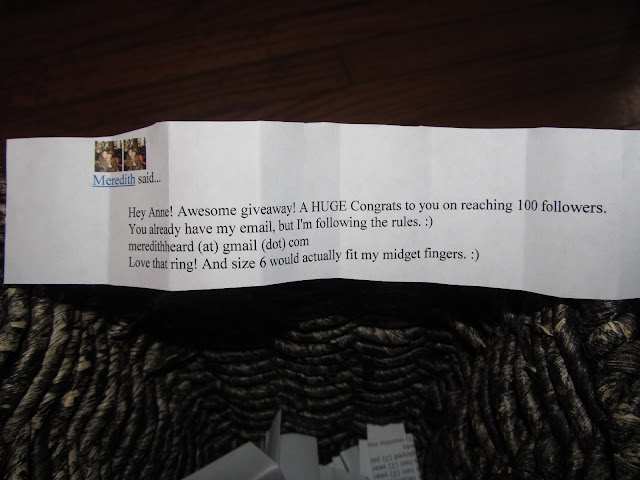 Meredith said...
Hey Anne! Awesome giveaway! A HUGE Congrats to you on reaching 100 followers.
You already have my email, but I'm following the rules. :)
meredithheard (at) gmail (dot) com
Love that ring! And size 6 would actually fit my midget fingers. :)